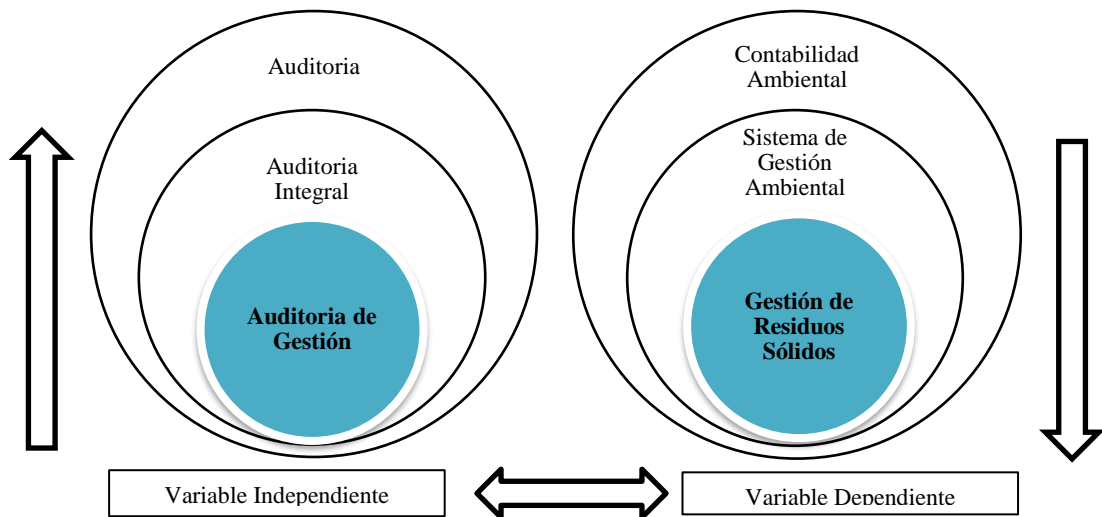 Auditoria
Auditoria
Integral
Auditoria de
Gestión
Variable Independiente
Contabilidad
Ambiental
Sistema de
Gestión
Ambiental
Gestión de
Residuos
Sólidos
Variable Dependiente